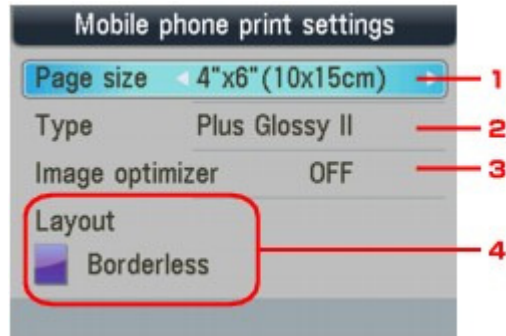 Mobile phone print settings
Page size 4"x6"(10x15cm) 1
Type Plus Glossy II 2
Image optimizer OFF 3
Layout
Borderless 4